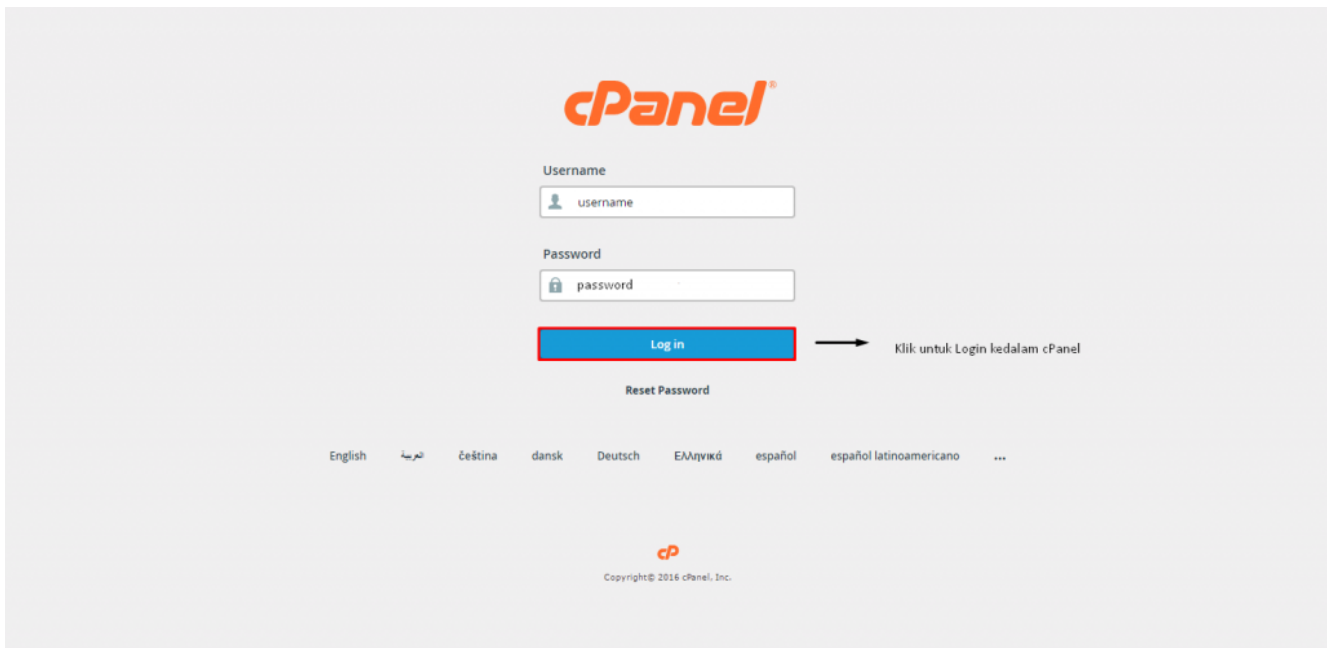 cPanel®
Username
username
Password
password
Log in
Klik untuk Login kedalam cPanel
Reset Password
English العربية čeština dansk Deutsch Ελληνικά español español latinoamericano ...
cP
Copyright© 2016 cPanel, Inc.